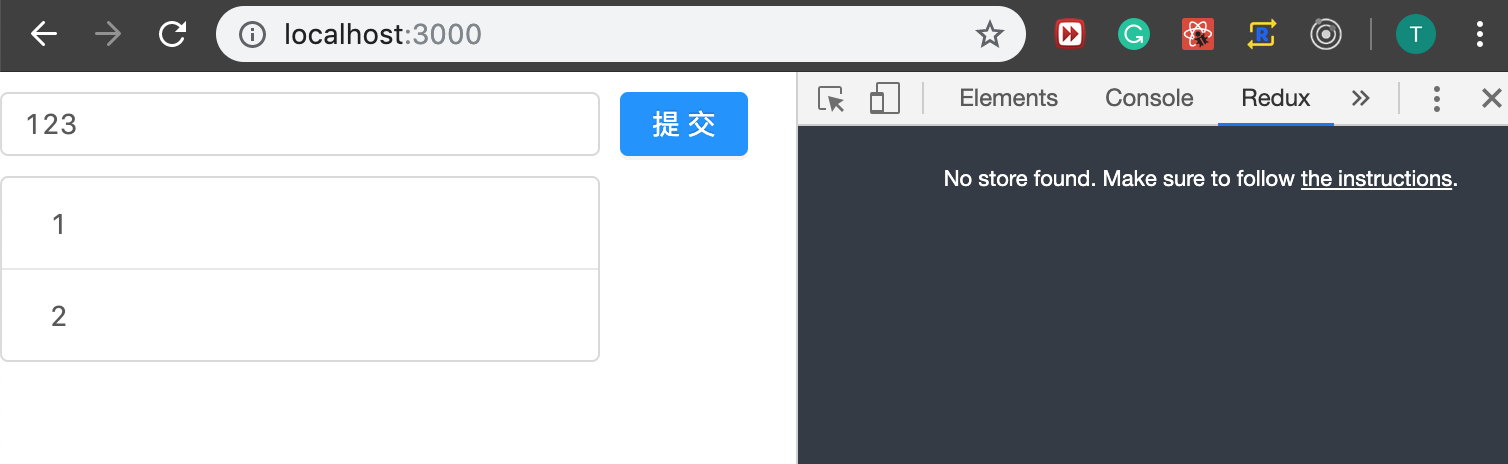 localhost:3000
T
123
提 交
1
2
Elements Console Redux
No store found. Make sure to follow the instructions.